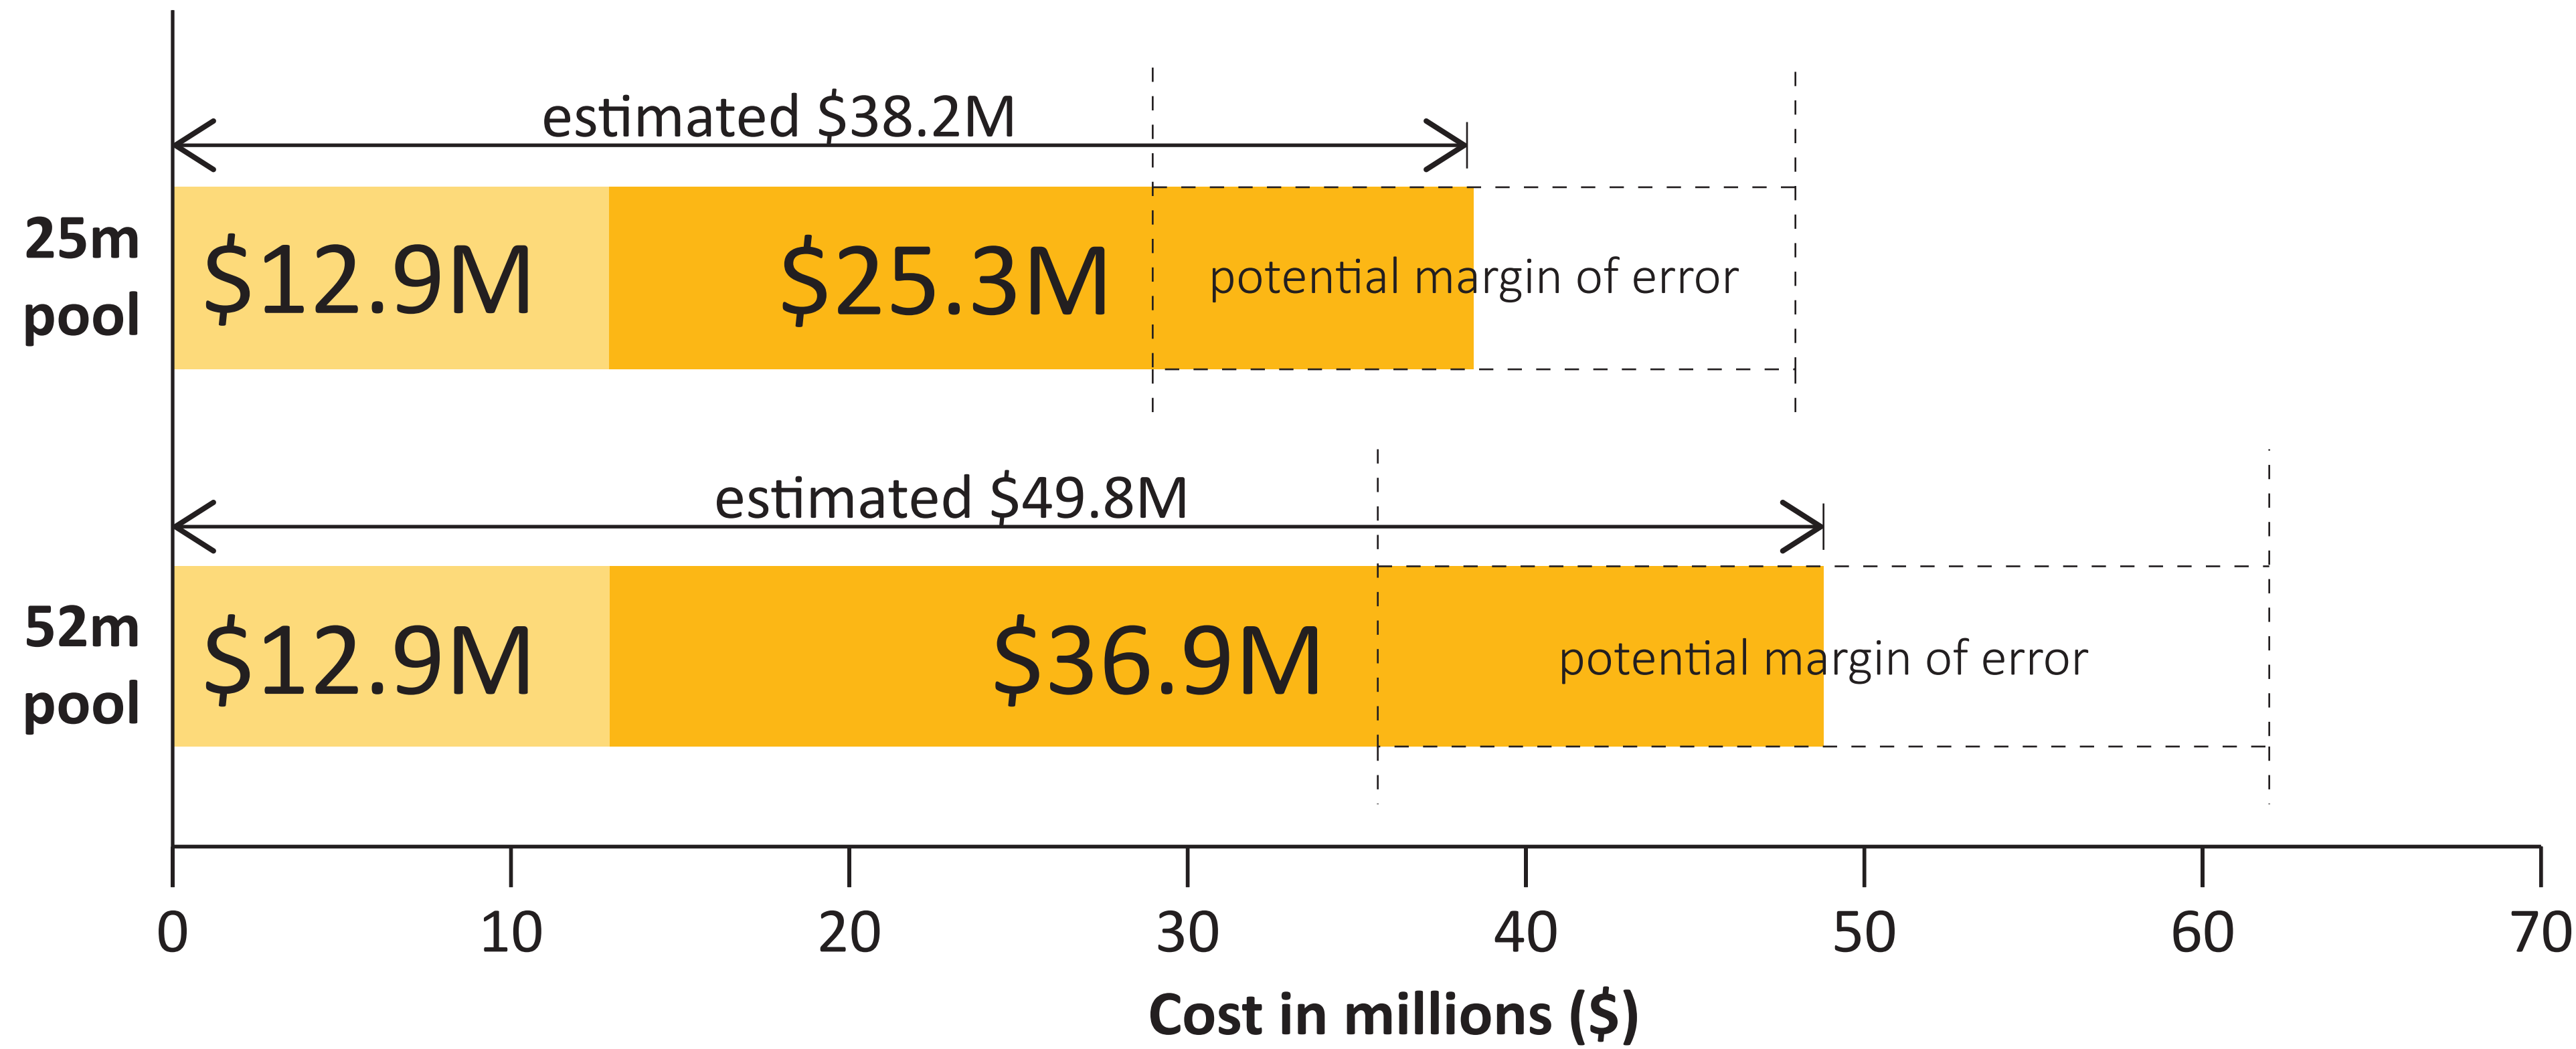 estimated $38.2M
25m
pool
$12.9M
$25.3M
potential margin of error
estimated $49.8M
52m
pool
$12.9M
$36.9M
potential margin of error
0
10
20
30
40
50
60
70
Cost in millions ($)